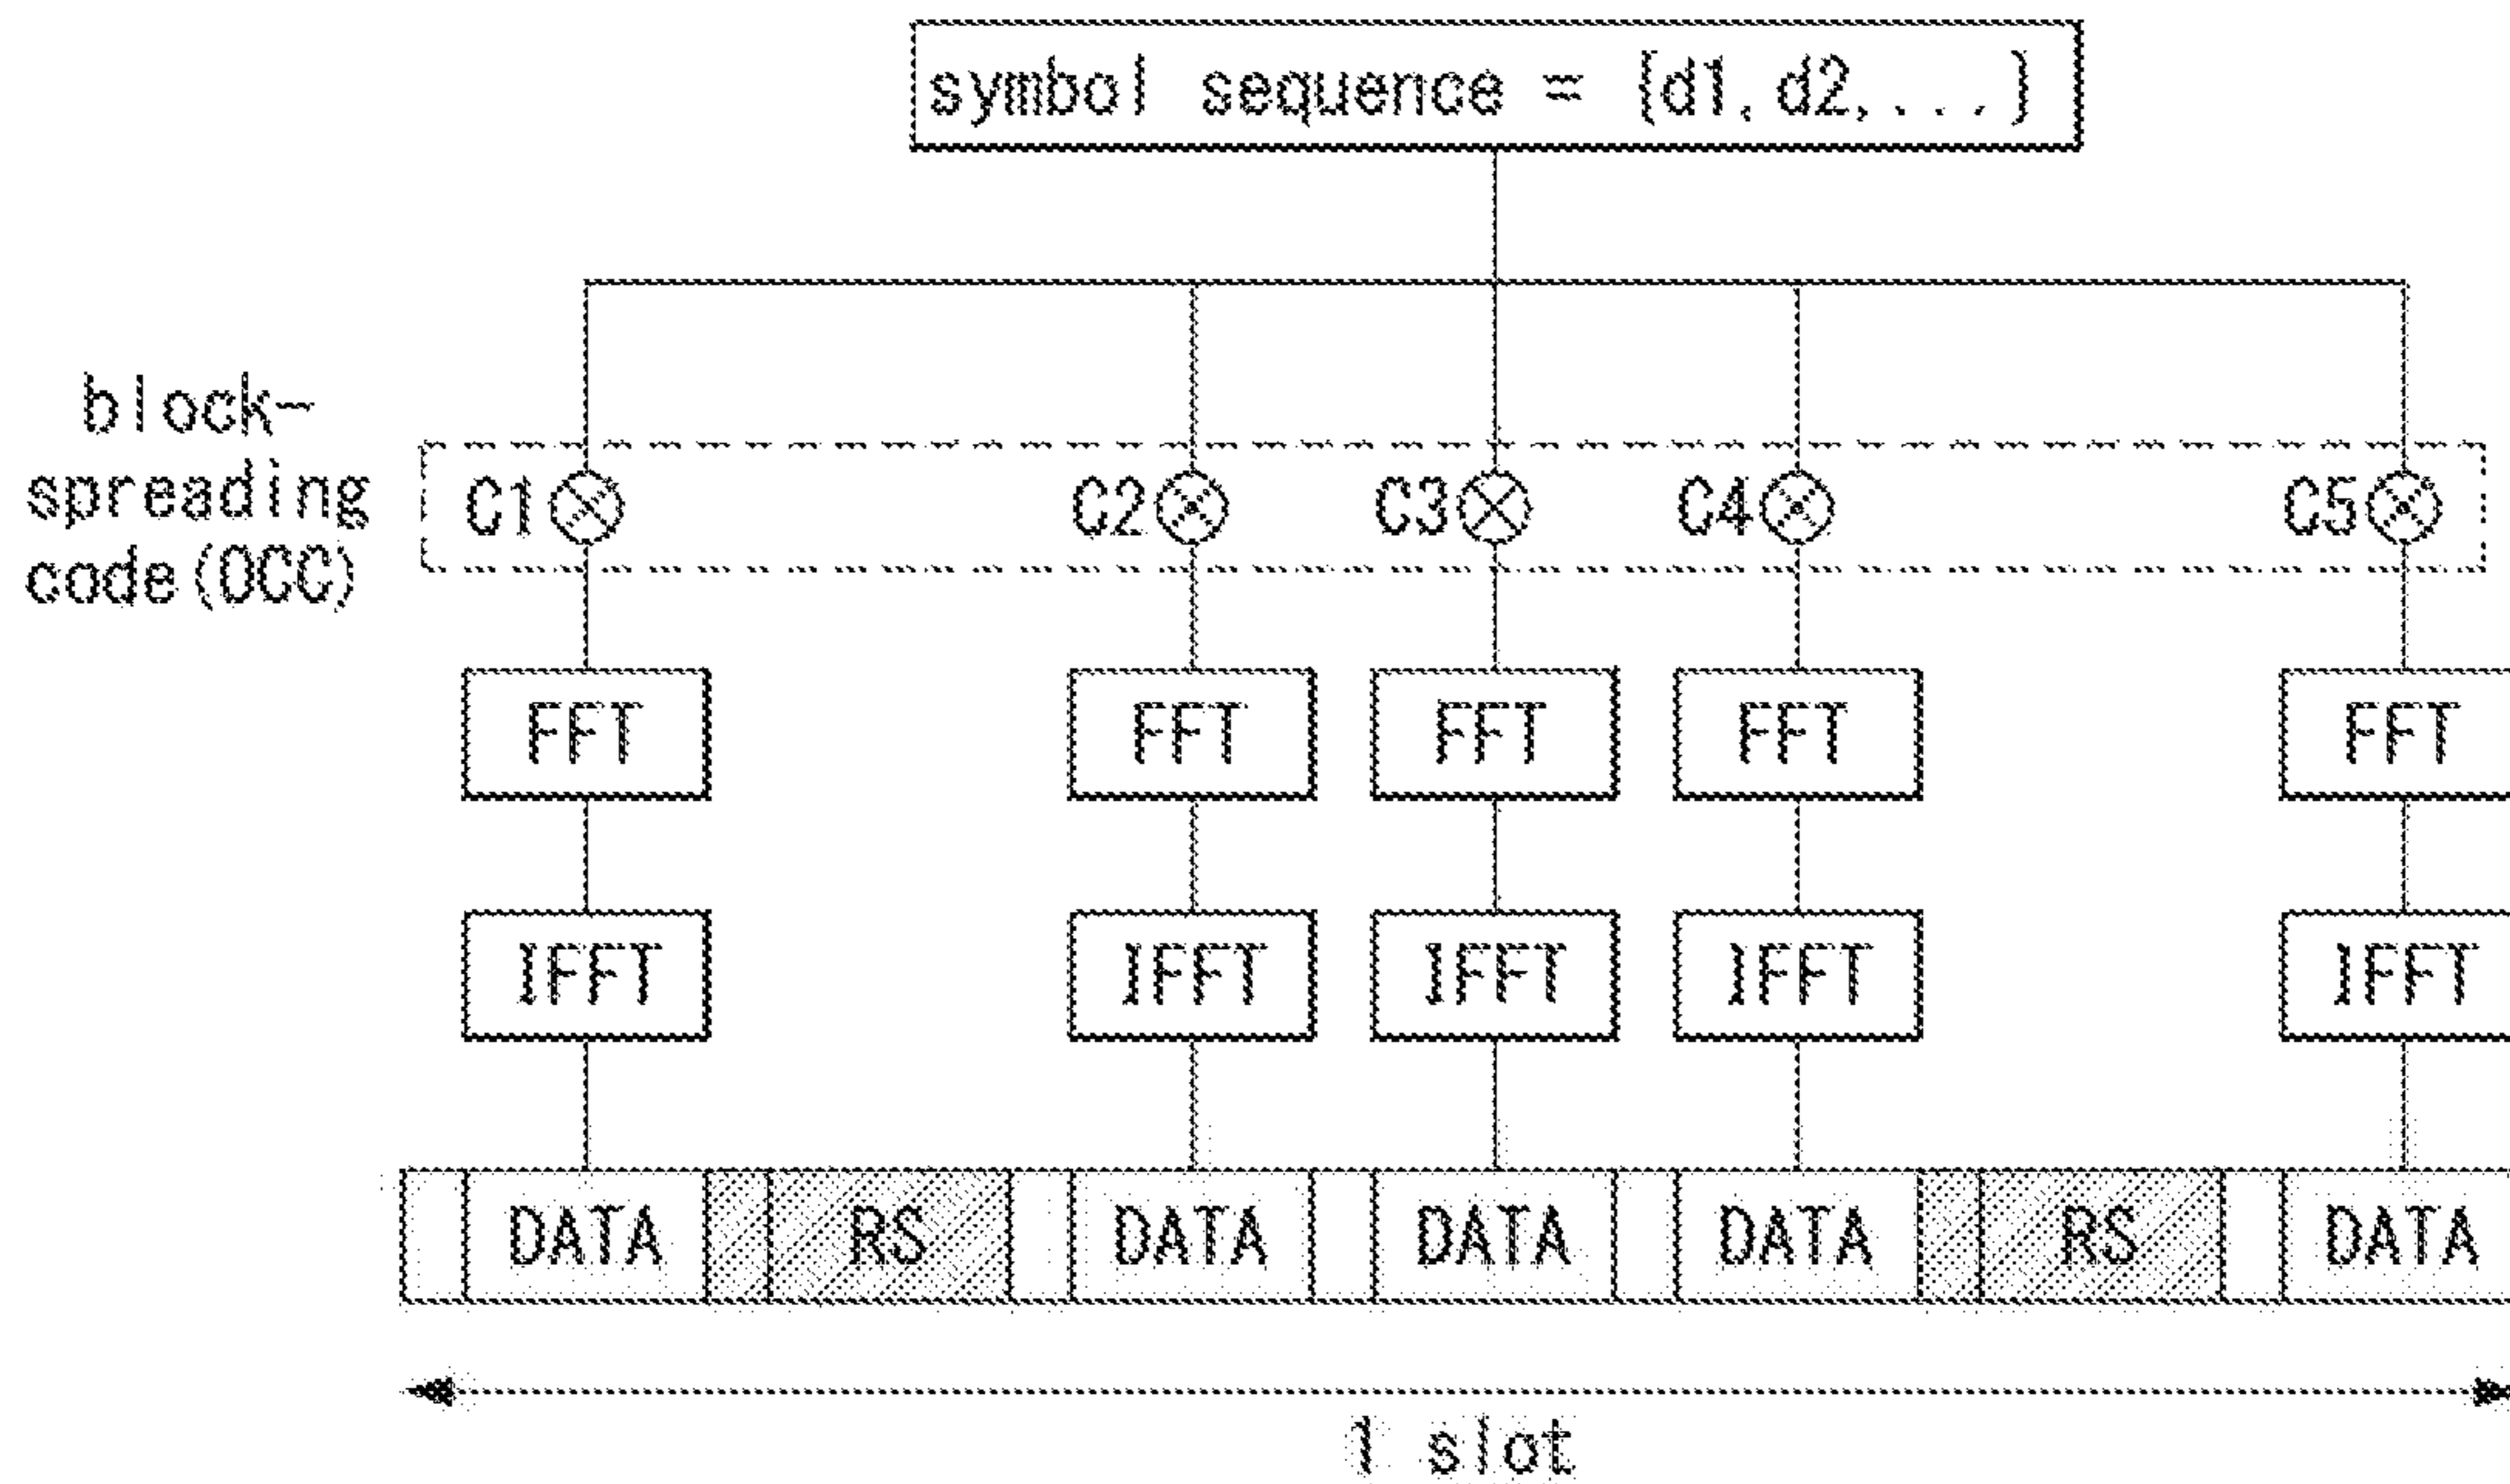 symbol sequence = {d1, d2, ...}
block-
spreading
code(OCC)
C1 C2 C3 C4 C5
FFT FFT FFT FFT FFT
IFFT IFFT IFFT IFFT IFFT
DATA RS DATA DATA DATA RS DATA
1 slot